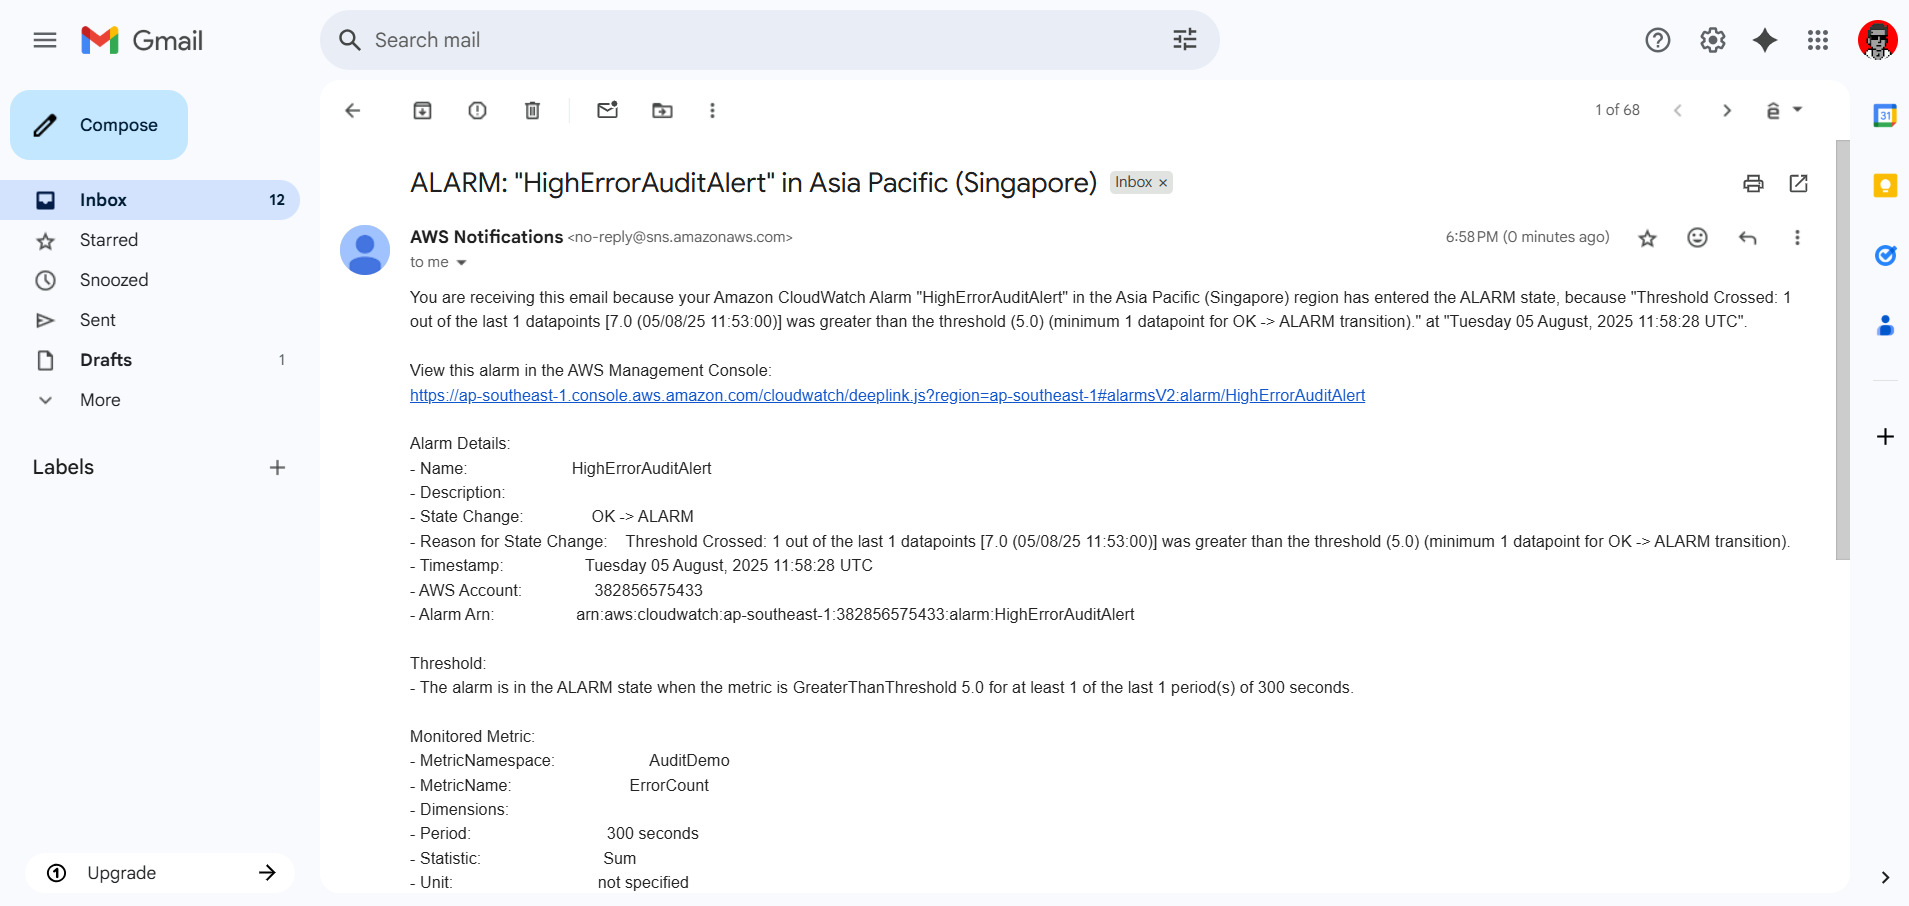 Gmail
Search mail
Compose
Inbox 12
Starred
Snoozed
Sent
Drafts 1
More
Labels
Upgrade
1 of 68
ALARM: "HighErrorAuditAlert" in Asia Pacific (Singapore) Inbox ×
AWS Notifications <no-reply@sns.amazonaws.com> 6:58 PM (0 minutes ago)
to me
You are receiving this email because your Amazon CloudWatch Alarm "HighErrorAuditAlert" in the Asia Pacific (Singapore) region has entered the ALARM state, because "Threshold Crossed: 1
out of the last 1 datapoints [7.0 (05/08/25 11:53:00)] was greater than the threshold (5.0) (minimum 1 datapoint for OK -> ALARM transition)." at "Tuesday 05 August, 2025 11:58:28 UTC".
View this alarm in the AWS Management Console:
https://ap-southeast-1.console.aws.amazon.com/cloudwatch/deeplink.js?region=ap-southeast-1#alarmsV2:alarm/HighErrorAuditAlert
Alarm Details:
- Name: HighErrorAuditAlert
- Description:
- State Change: OK -> ALARM
- Reason for State Change: Threshold Crossed: 1 out of the last 1 datapoints [7.0 (05/08/25 11:53:00)] was greater than the threshold (5.0) (minimum 1 datapoint for OK -> ALARM transition).
- Timestamp: Tuesday 05 August, 2025 11:58:28 UTC
- AWS Account: 382856575433
- Alarm Arn: arn:aws:cloudwatch:ap-southeast-1:382856575433:alarm:HighErrorAuditAlert
Threshold:
- The alarm is in the ALARM state when the metric is GreaterThanThreshold 5.0 for at least 1 of the last 1 period(s) of 300 seconds.
Monitored Metric:
- MetricNamespace: AuditDemo
- MetricName: ErrorCount
- Dimensions:
- Period: 300 seconds
- Statistic: Sum
- Unit: not specified
31